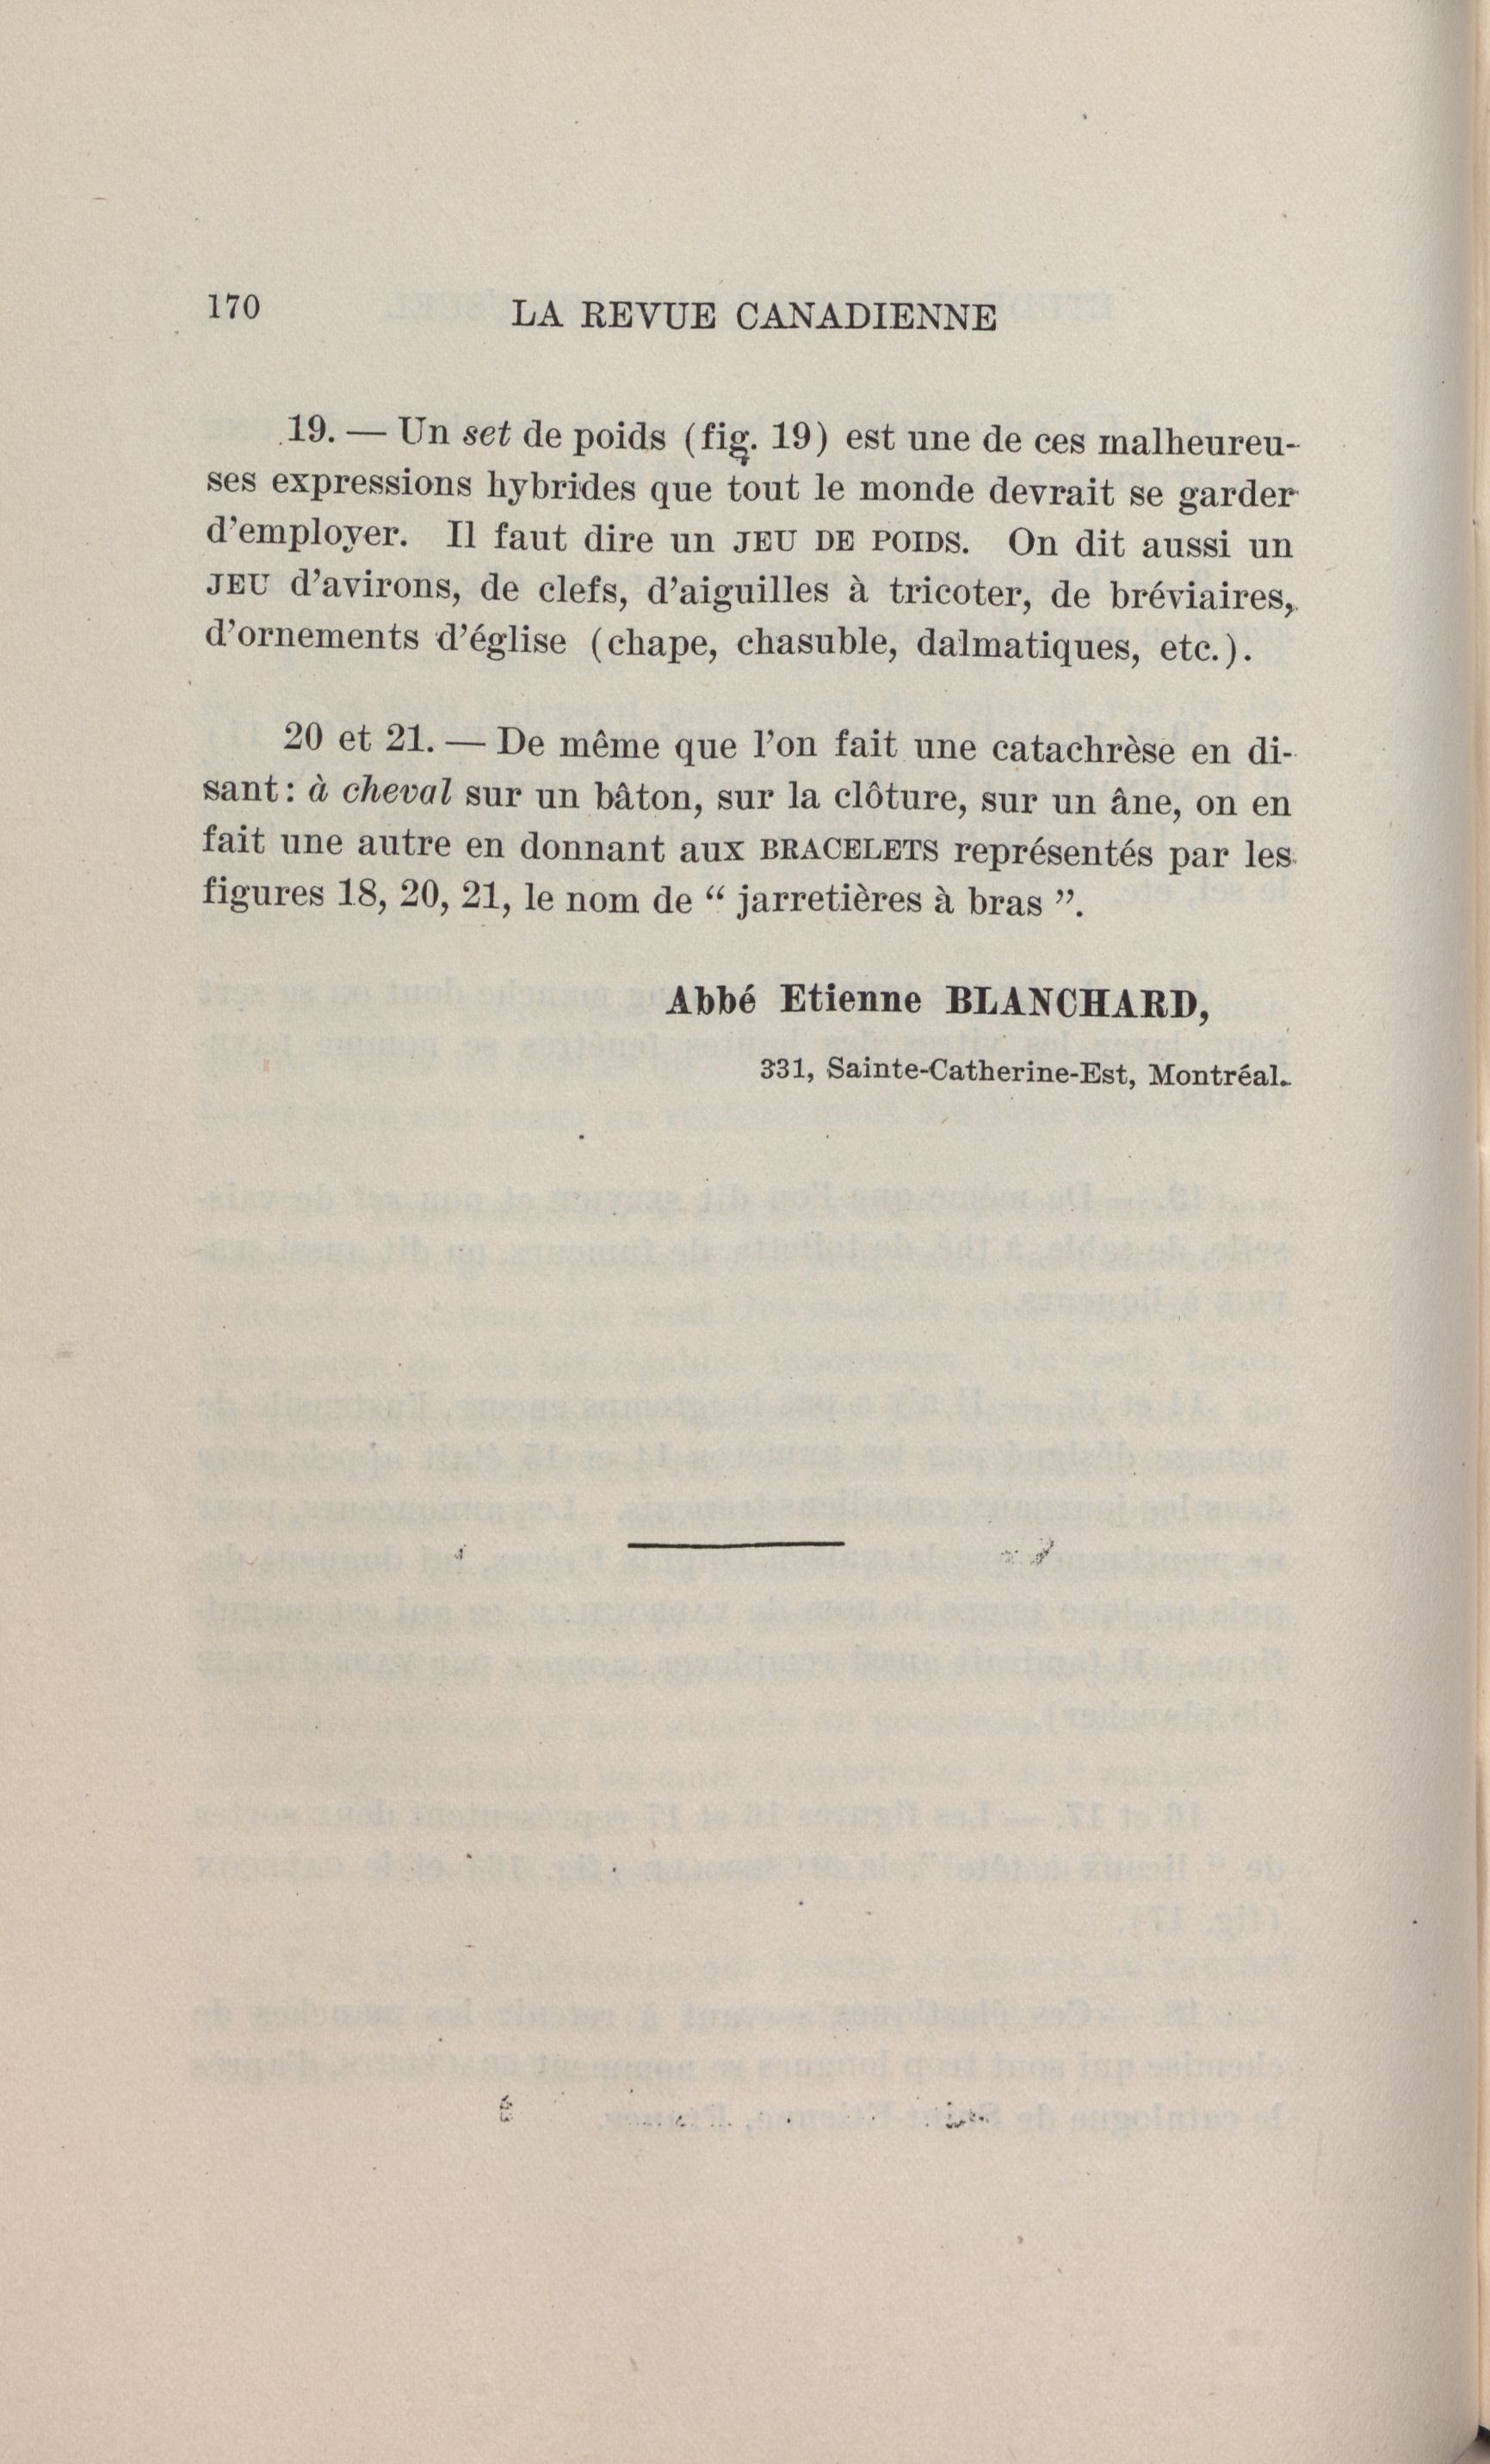 170
LA REVUE CANADIENNE
19. — Un set de poids (fig. 19) est une de ces malheureu-
ses expressions hybrides que tout le monde devrait se garder
d'employer. Il faut dire un JEU DE POIDS. On dit aussi un
JEU d'avirons, de clefs, d'aiguilles à tricoter, de bréviaires,
d'ornements d'église (chape, chasuble, dalmatiques, etc.).
20 et 21. — De même que l'on fait une catachrèse en di-
sant: à cheval sur un bâton, sur la clôture, sur un âne, on en
fait une autre en donnant aux BRACELETS représentés par les
figures 18, 20, 21, le nom de “ jarretières à bras ”.
Abbé Etienne BLANCHARD,
331, Sainte-Catherine-Est, Montréal.